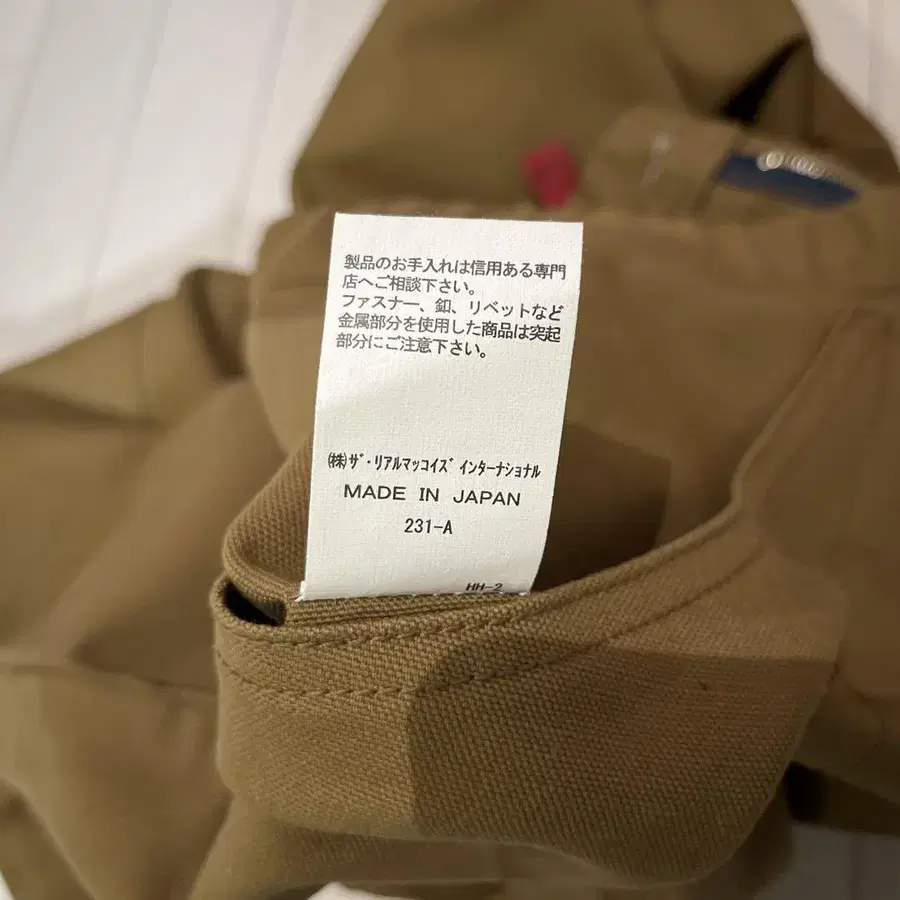 製品のお手入れは信用ある専門
店へご相談下さい。
ファスナー、釦、リベットなど
金属部分を使用した商品は突起
部分にご注意下さい。
㈱ザ・リアルマッコイズ インターナショナル
MADE IN JAPAN
231-A
HH-2